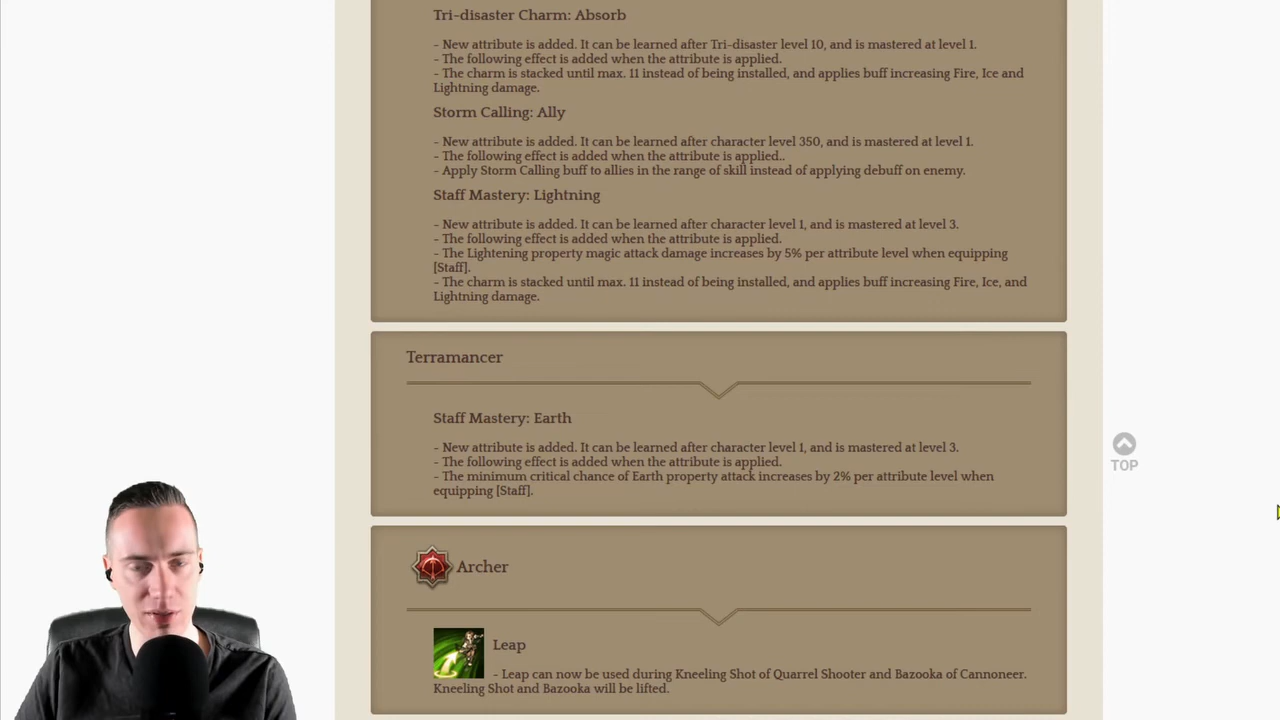 Tri-disaster Charm: Absorb
- New attribute is added. It can be learned after Tri-disaster level 10, and is mastered at level 1.
- The following effect is added when the attribute is applied.
- The charm is stacked until max. 11 instead of being installed, and applies buff increasing Fire, Ice and
Lightning damage.
Storm Calling: Ally
- New attribute is added. It can be learned after character level 350, and is mastered at level 1.
- The following effect is added when the attribute is applied..
- Apply Storm Calling buff to allies in the range of skill instead of applying debuff on enemy.
Staff Mastery: Lightning
- New attribute is added. It can be learned after character level 1, and is mastered at level 3.
- The following effect is added when the attribute is applied.
- The Lightening property magic attack damage increases by 5% per attribute level when equipping
[Staff].
- The charm is stacked until max. 11 instead of being installed, and applies buff increasing Fire, Ice, and
Lightning damage.
Terramancer
Staff Mastery: Earth
- New attribute is added. It can be learned after character level 1, and is mastered at level 3.
- The following effect is added when the attribute is applied.
- The minimum critical chance of Earth property attack increases by 2% per attribute level when
equipping [Staff].
TOP
Archer
Leap
- Leap can now be used during Kneeling Shot of Quarrel Shooter and Bazooka of Cannoneer.
Kneeling Shot and Bazooka will be lifted.